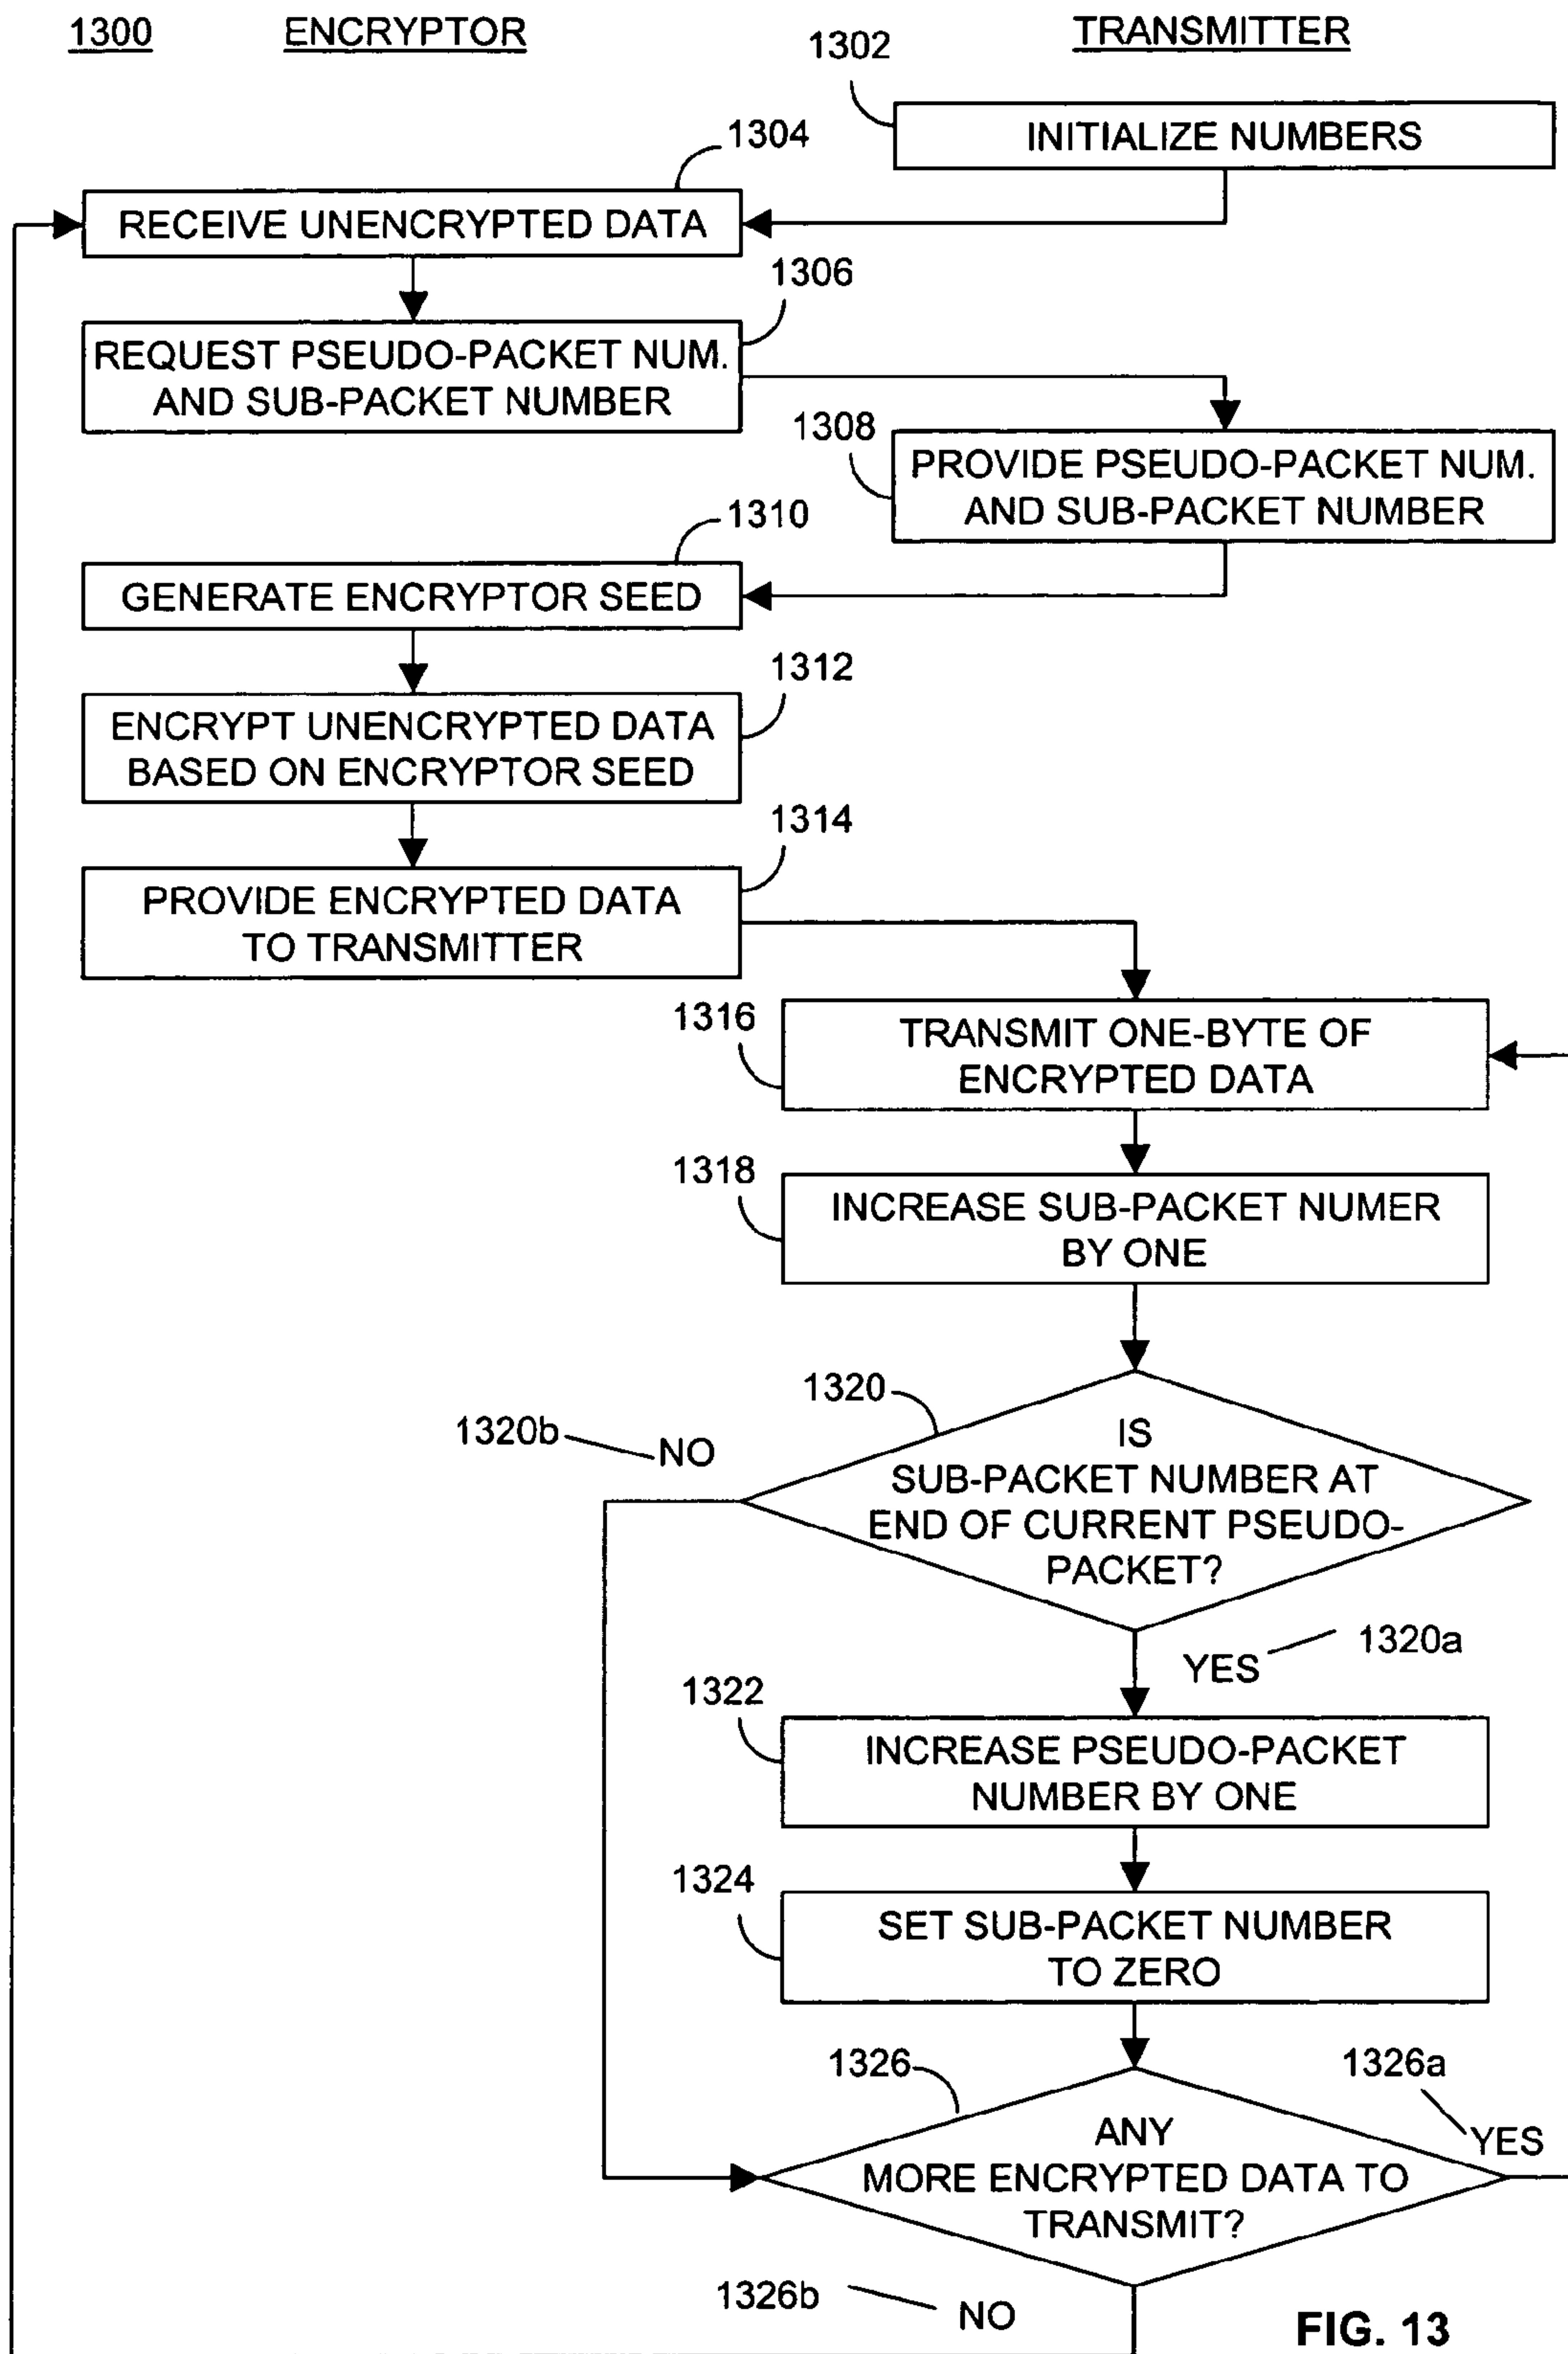 1300
ENCRYPTOR
TRANSMITTER
1302
INITIALIZE NUMBERS
1304
RECEIVE UNENCRYPTED DATA
1306
REQUEST PSEUDO-PACKET NUM.
AND SUB-PACKET NUMBER
1308
PROVIDE PSEUDO-PACKET NUM.
AND SUB-PACKET NUMBER
1310
GENERATE ENCRYPTOR SEED
1312
ENCRYPT UNENCRYPTED DATA
BASED ON ENCRYPTOR SEED
1314
PROVIDE ENCRYPTED DATA
TO TRANSMITTER
1316
TRANSMIT ONE-BYTE OF
ENCRYPTED DATA
1318
INCREASE SUB-PACKET NUMER
BY ONE
1320
1320b
NO
IS
SUB-PACKET NUMBER AT
END OF CURRENT PSEUDO-
PACKET?
1320a
YES
1322
INCREASE PSEUDO-PACKET
NUMBER BY ONE
1324
SET SUB-PACKET NUMBER
TO ZERO
1326
1326a
YES
ANY
MORE ENCRYPTED DATA TO
TRANSMIT?
1326b
NO
FIG. 13